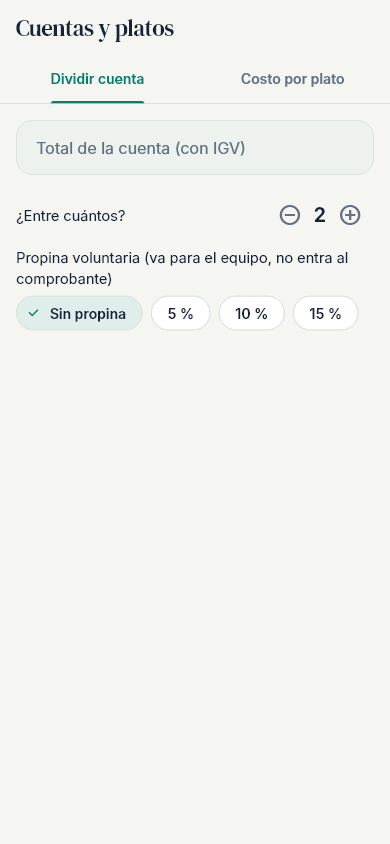 Cuentas y platos
Dividir cuenta
Costo por plato
Total de la cuenta (con IGV)
¿Entre cuántos?
2
Propina voluntaria (va para el equipo, no entra al
comprobante)
Sin propina
5 %
10 %
15 %